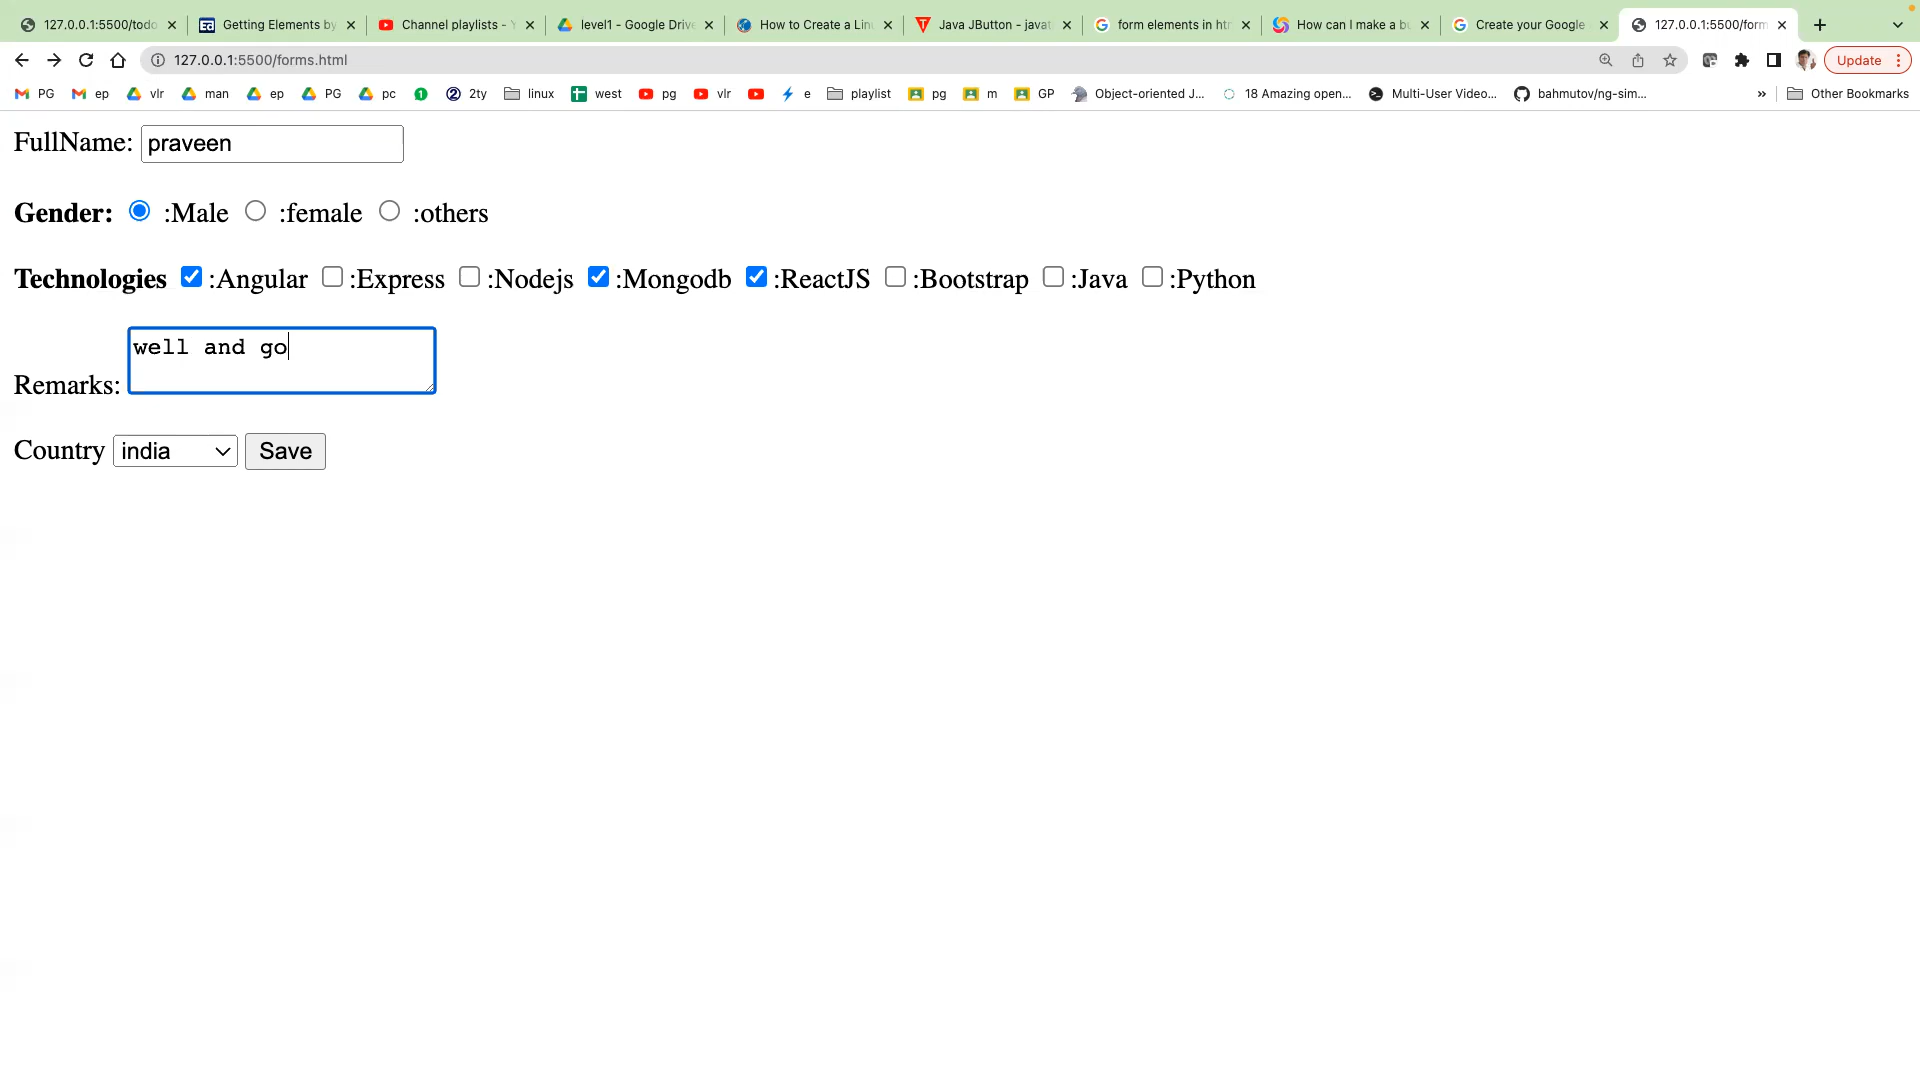 127.0.0.1:5500/todo
Getting Elements by
Channel playlists - Y
level1 - Google Drive
How to Create a Lin
Java JButton - javat
form elements in htm
How can I make a bu
Create your Google
127.0.0.1:5500/form
127.0.0.1:5500/forms.html
Update
PG ep vlr man ep PG pc 1 2ty linux west pg vlr e playlist pg m GP Object-oriented J... 18 Amazing open... Multi-User Video... bahmutov/ng-sim... » Other Bookmarks
FullName: praveen
Gender: :Male :female :others
Technologies :Angular :Express :Nodejs :Mongodb :ReactJS :Bootstrap :Java :Python
well and go
Remarks:
Country india Save